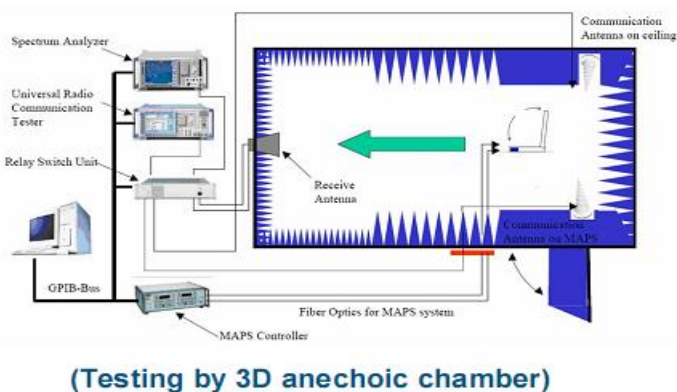 Communication
Antenna on ceiling
Spectrum Analyzer
Universal Radio
Communication
Tester
Relay Switch Unit
Receive
Antenna
Communication
Antenna on MAPS
GPIB-Bus
Fiber Optics for MAPS system
MAPS Controller
(Testing by 3D anechoic chamber)